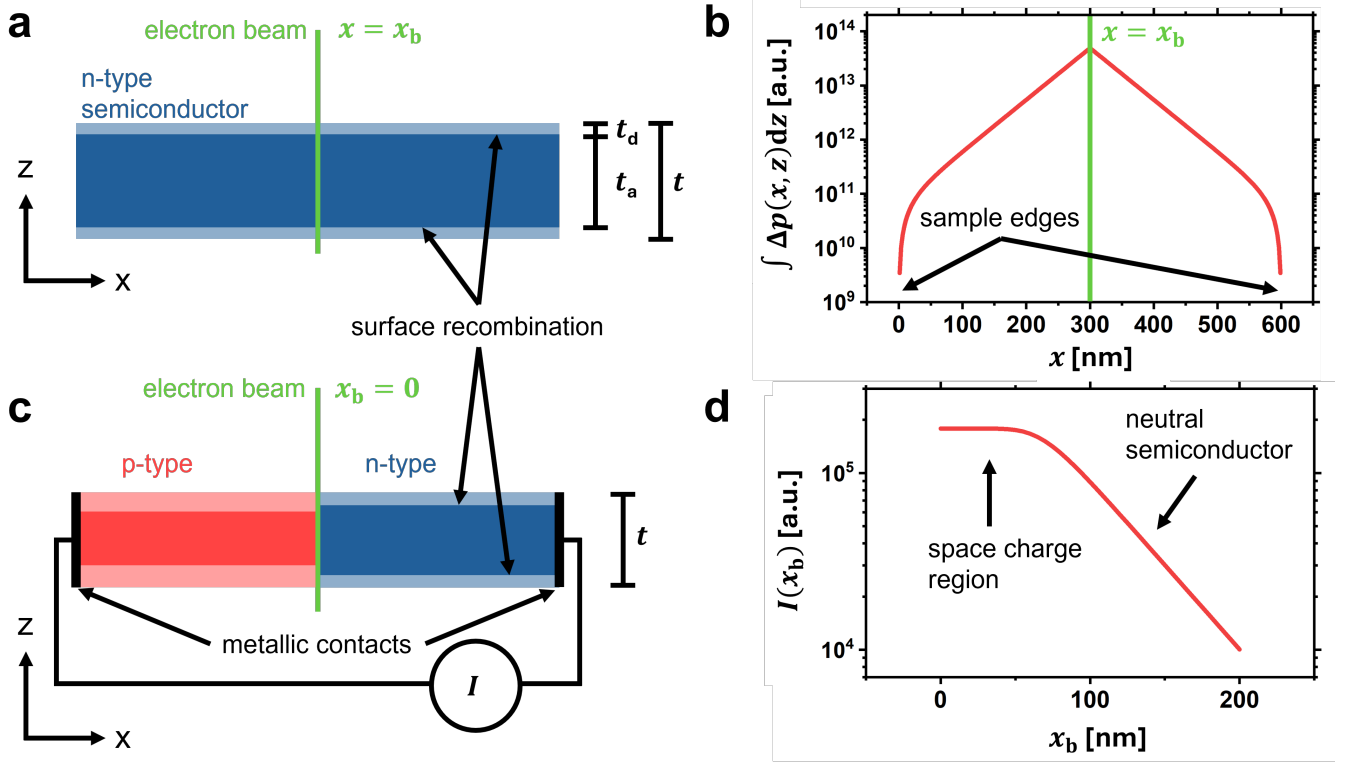 a
electron beam x = x_b
n-type
semiconductor
t_d
t_a
t
z
x
surface recombination
b
x = x_b
∫ Δp(x, z)dz [a.u.]
10^14
10^13
10^12
10^11
10^10
10^9
sample edges
0 100 200 300 400 500 600
x [nm]
c
electron beam x_b = 0
p-type
n-type
t
metallic contacts
z
x
I
d
I(x_b) [a.u.]
10^5
10^4
neutral
semiconductor
space charge
region
0 100 200
x_b [nm]